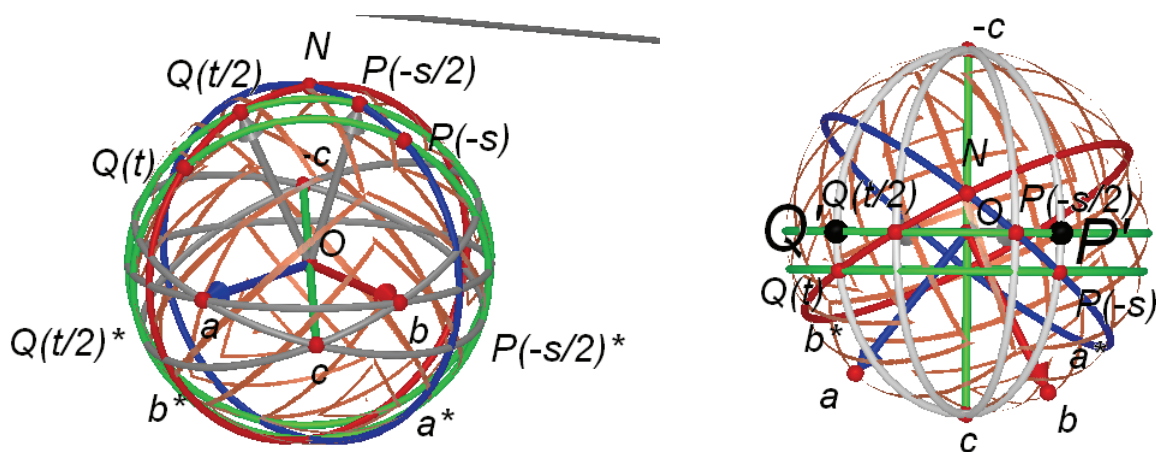 N
Q(t/2)
P(-s/2)
P(-s)
Q(t)
-c
O
a
b
Q(t/2)*
P(-s/2)*
c
b*
a*
-c
N
Q(t/2)
P(-s/2)
O
Q'
P'
Q(t)
P(-s)
b*
a*
a
b
c